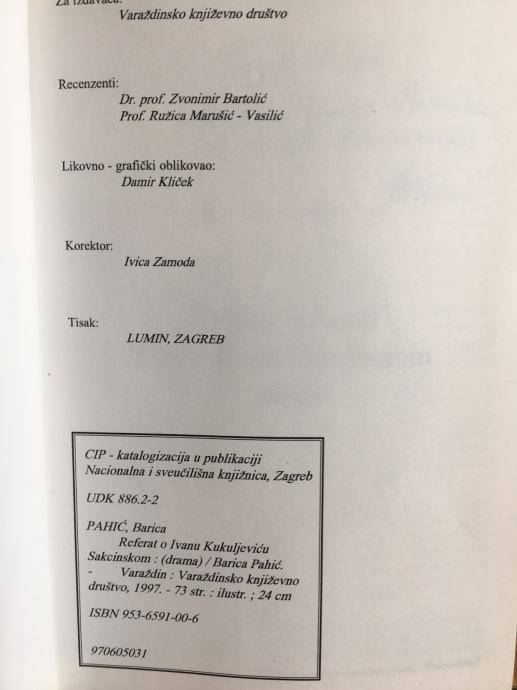 Za izdavača:
Varaždinsko književno društvo
Recenzenti:
Dr. prof. Zvonimir Bartolić
Prof. Ružica Marušić - Vasilić
Likovno - grafički oblikovao:
Damir Kliček
Korektor:
Ivica Zamoda
Tisak:
LUMIN, ZAGREB
CIP - katalogizacija u publikaciji
Nacionalna i sveučilišna knjižnica, Zagreb
UDK 886.2-2
PAHIĆ, Barica
Referat o Ivanu Kukuljeviću
Sakcinskom : (drama) / Barica Pahić.
- Varaždin : Varaždinsko književno
društvo, 1997. - 73 str. : ilustr. ; 24 cm
ISBN 953-6591-00-6
970605031